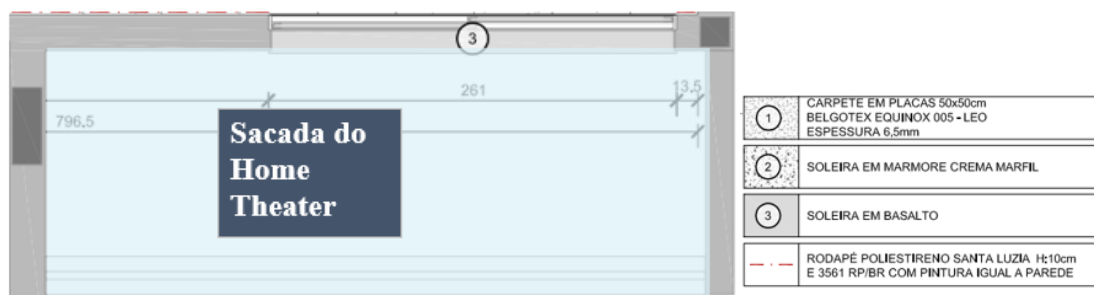 3
261
13.5
796.5
Sacada do
Home
Theater
1
CARPETE EM PLACAS 50x50cm
BELGOTEX EQUINOX 005 - LEO
ESPESSURA 6,5mm
2
SOLEIRA EM MARMORE CREMA MARFIL
3
SOLEIRA EM BASALTO
RODAPÉ POLIESTIRENO SANTA LUZIA H:10cm
E 3561 RP/BR COM PINTURA IGUAL A PAREDE